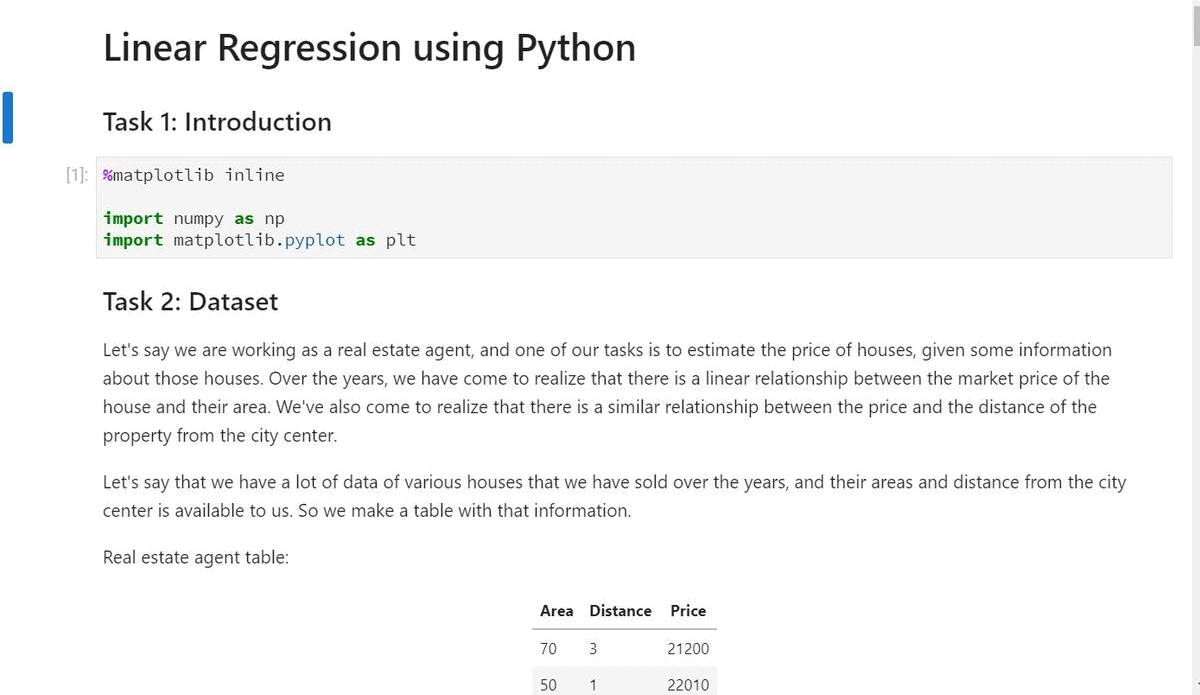 Linear Regression using Python
Task 1: Introduction
[1]: %matplotlib inline
import numpy as np
import matplotlib.pyplot as plt
Task 2: Dataset
Let's say we are working as a real estate agent, and one of our tasks is to estimate the price of houses, given some information
about those houses. Over the years, we have come to realize that there is a linear relationship between the market price of the
house and their area. We've also come to realize that there is a similar relationship between the price and the distance of the
property from the city center.
Let's say that we have a lot of data of various houses that we have sold over the years, and their areas and distance from the city
center is available to us. So we make a table with that information.
Real estate agent table:
Area Distance Price
70 3 21200
50 1 22010